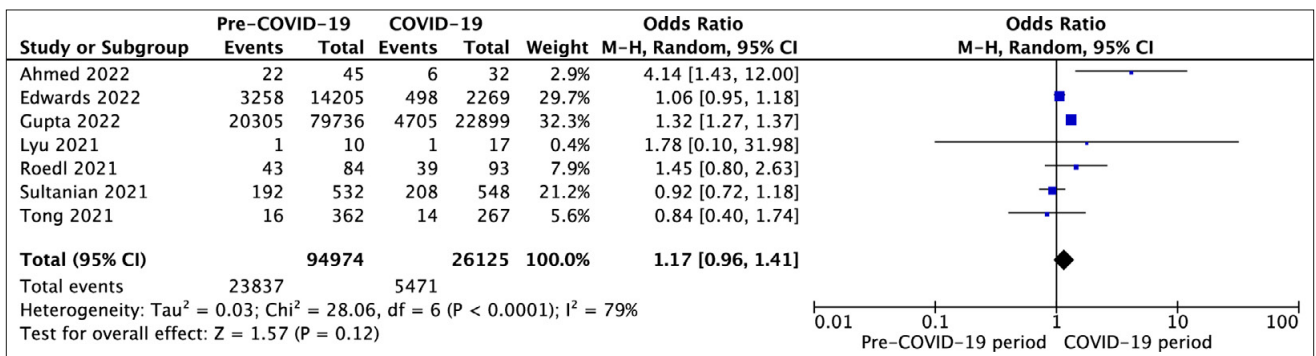 Pre-COVID-19 COVID-19 Odds Ratio Odds Ratio
Study or Subgroup Events Total Events Total Weight M-H, Random, 95% CI M-H, Random, 95% CI
Ahmed 2022 22 45 6 32 2.9% 4.14 [1.43, 12.00]
Edwards 2022 3258 14205 498 2269 29.7% 1.06 [0.95, 1.18]
Gupta 2022 20305 79736 4705 22899 32.3% 1.32 [1.27, 1.37]
Lyu 2021 1 10 1 17 0.4% 1.78 [0.10, 31.98]
Roedl 2021 43 84 39 93 7.9% 1.45 [0.80, 2.63]
Sultanian 2021 192 532 208 548 21.2% 0.92 [0.72, 1.18]
Tong 2021 16 362 14 267 5.6% 0.84 [0.40, 1.74]
Total (95% CI) 94974 26125 100.0% 1.17 [0.96, 1.41]
Total events 23837 5471
Heterogeneity: Tau² = 0.03; Chi² = 28.06, df = 6 (P < 0.0001); I² = 79%
Test for overall effect: Z = 1.57 (P = 0.12)
0.01 0.1 1 10 100
Pre-COVID-19 period COVID-19 period